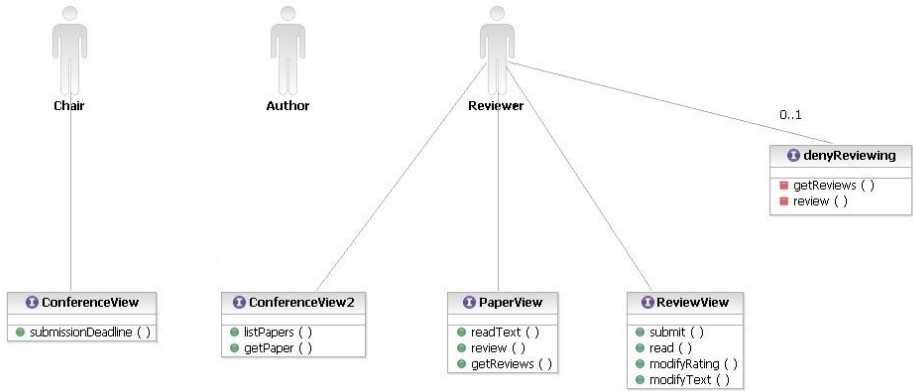 Chair
Author
Reviewer
0..1
I denyReviewing
getReviews ( )
review ( )
I ConferenceView
submissionDeadline ( )
I ConferenceView2
listPapers ( )
getPaper ( )
I PaperView
readText ( )
review ( )
getReviews ( )
I ReviewView
submit ( )
read ( )
modifyRating ( )
modifyText ( )